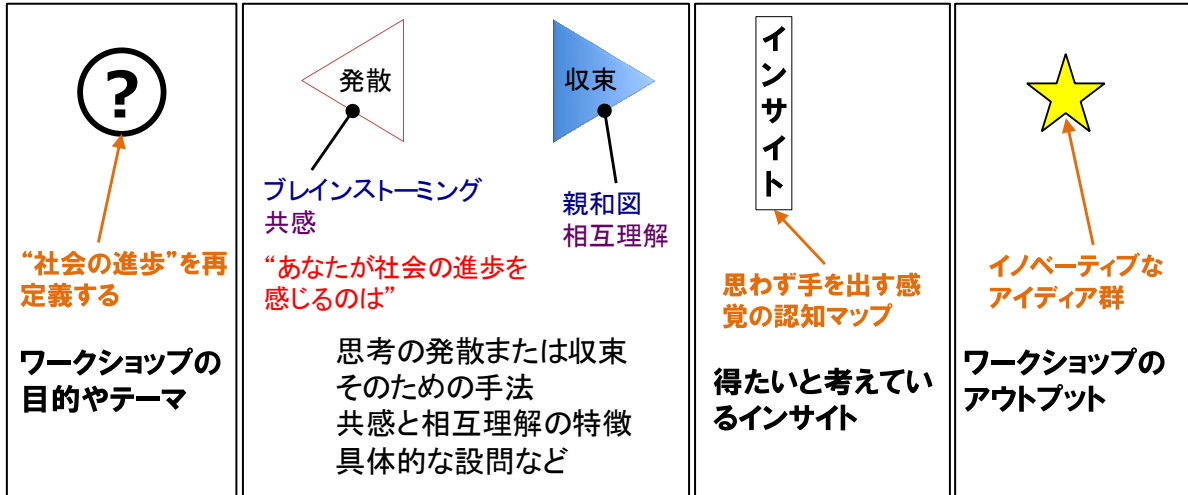 ?
“社会の進歩”を再
定義する
ワークショップの
目的やテーマ
発散
収束
ブレインストーミング
共感
親和図
相互理解
“あなたが社会の進歩を
感じるのは”
思考の発散または収束
そのための手法
共感と相互理解の特徴
具体的な設問など
インサイト
思わず手を出す感
覚の認知マップ
得たいと考えてい
るインサイト
イノベーティブな
アイディア群
ワークショップの
アウトプット